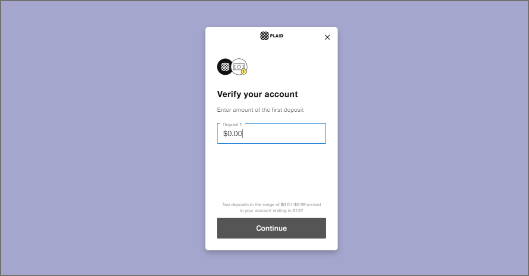 PLAID
Verify your account
Enter amount of the first deposit
Deposit 1
$0.00
Two deposits in the range of $0.01-$0.99 arrived
in your account ending in
Continue